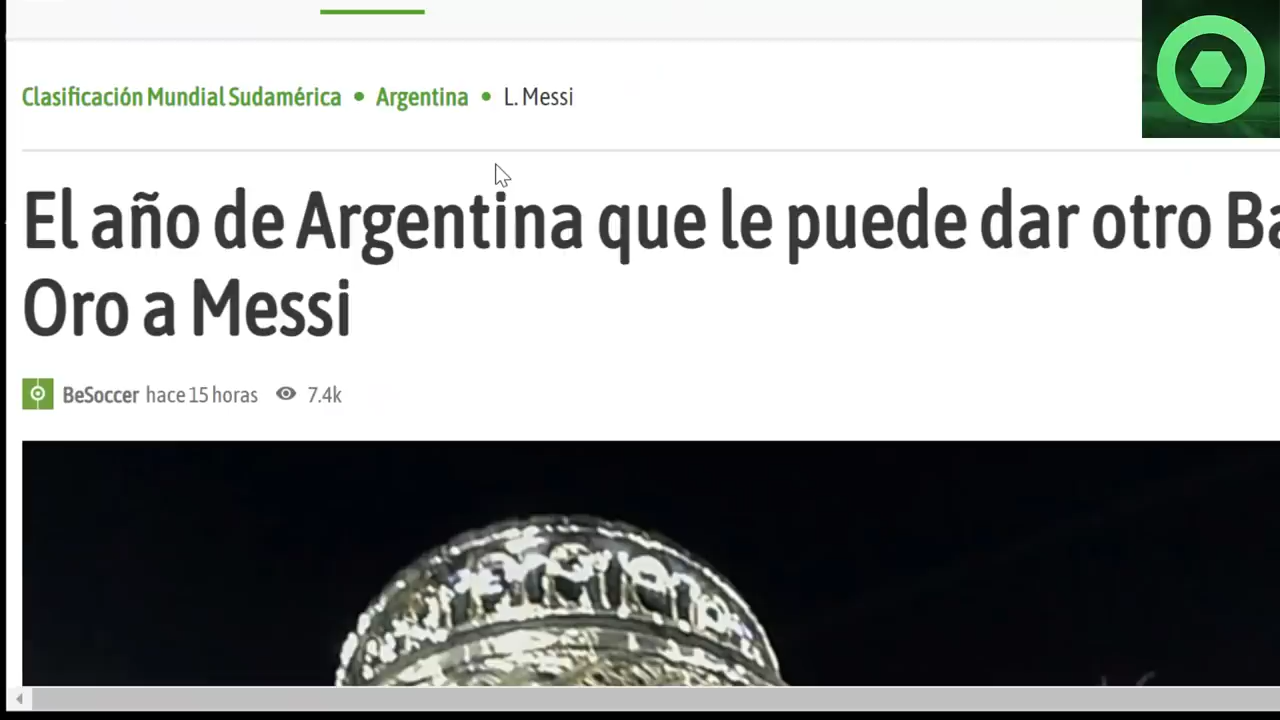 Clasificación Mundial Sudamérica • Argentina • L. Messi
El año de Argentina que le puede dar otro Ba
Oro a Messi
BeSoccer hace 15 horas 7.4k